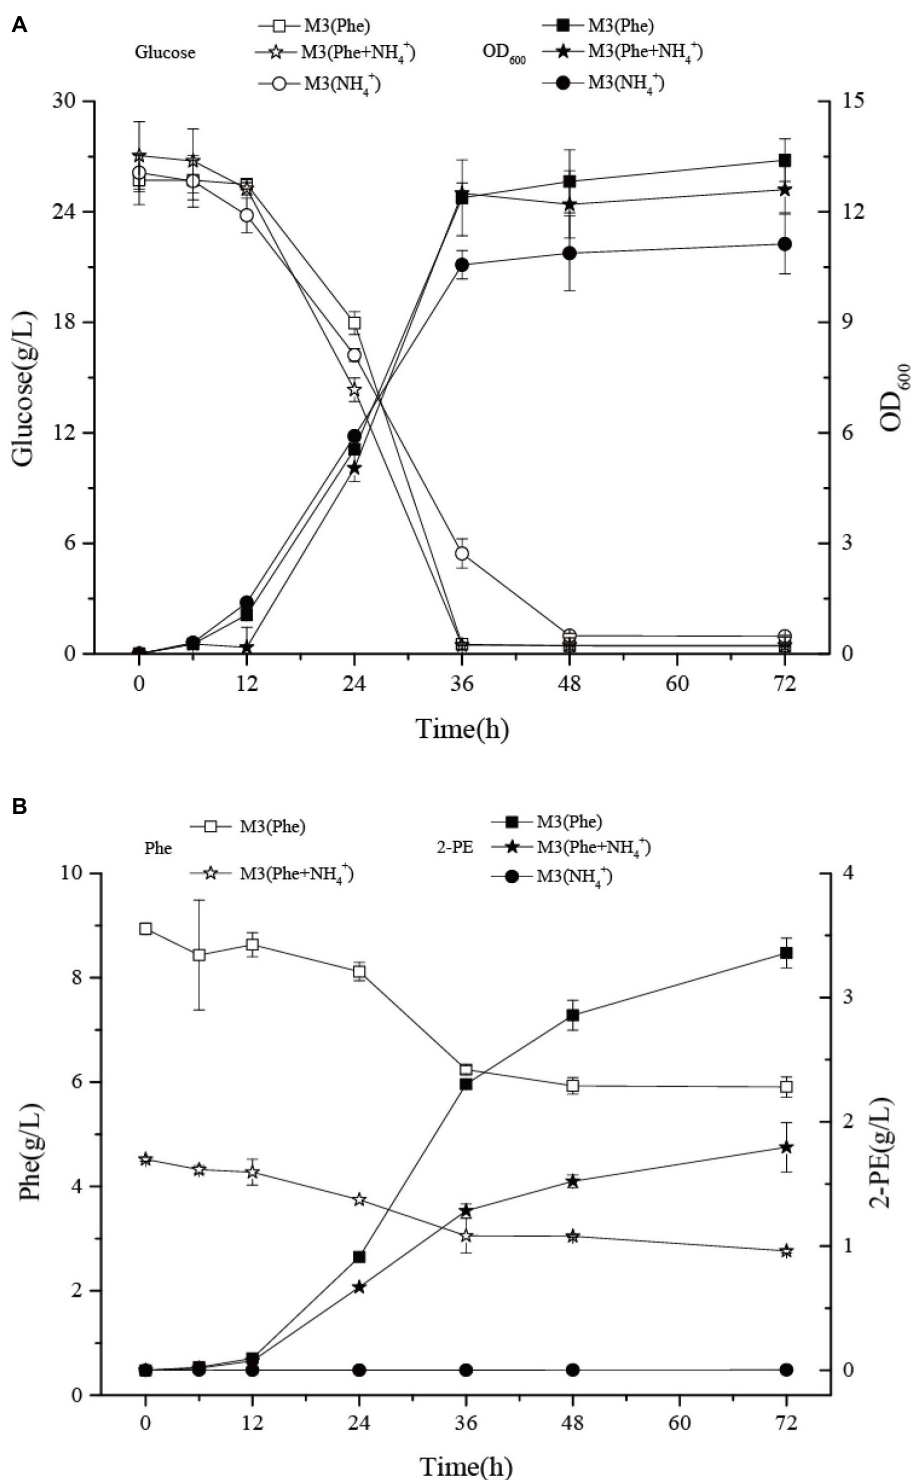 A
Glucose
M3(Phe)
M3(Phe+NH₄⁺)
M3(NH₄⁺)
OD₆₀₀
M3(Phe)
M3(Phe+NH₄⁺)
M3(NH₄⁺)
30
24
18
12
6
0
Glucose(g/L)
15
12
9
6
3
0
OD₆₀₀
0 12 24 36 48 60 72
Time(h)
B
Phe
M3(Phe)
M3(Phe+NH₄⁺)
2-PE
M3(Phe)
M3(Phe+NH₄⁺)
M3(NH₄⁺)
10
8
6
4
2
0
Phe(g/L)
4
3
2
1
0
2-PE(g/L)
0 12 24 36 48 60 72
Time(h)